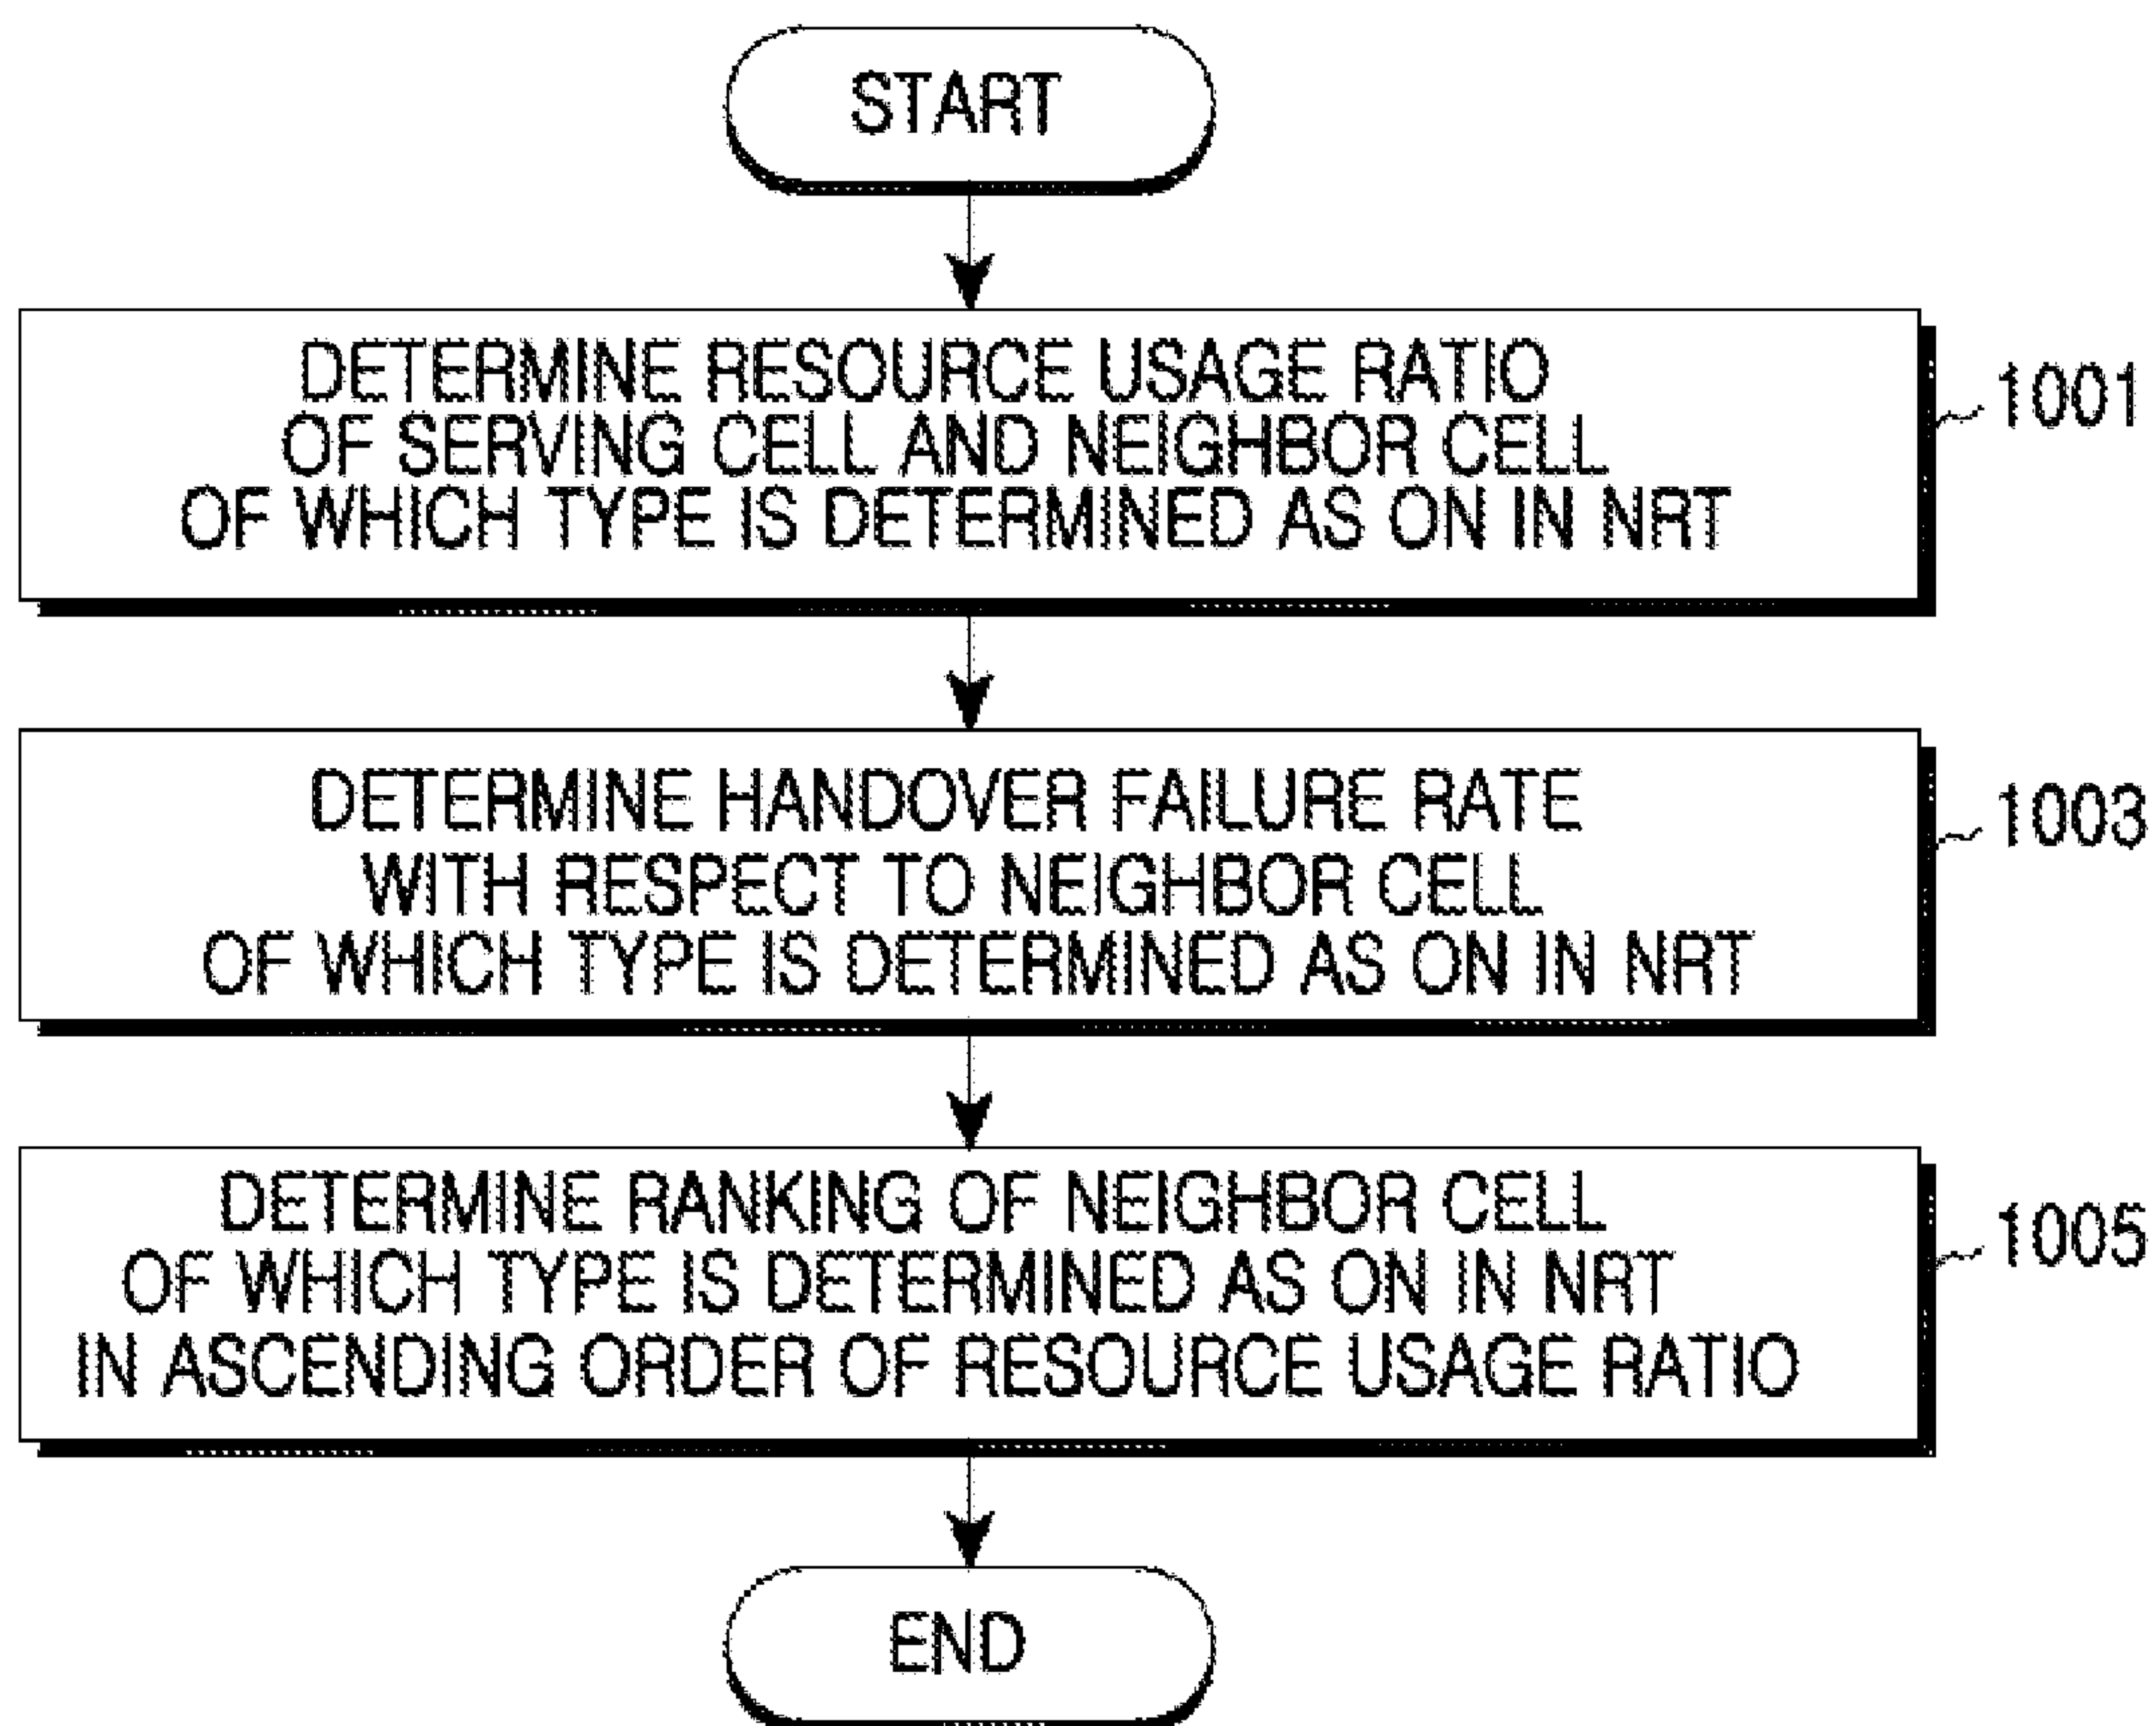 START
DETERMINE RESOURCE USAGE RATIO
OF SERVING CELL AND NEIGHBOR CELL
OF WHICH TYPE IS DETERMINED AS ON IN NRT
1001
DETERMINE HANDOVER FAILURE RATE
WITH RESPECT TO NEIGHBOR CELL
OF WHICH TYPE IS DETERMINED AS ON IN NRT
1003
DETERMINE RANKING OF NEIGHBOR CELL
OF WHICH TYPE IS DETERMINED AS ON IN NRT
IN ASCENDING ORDER OF RESOURCE USAGE RATIO
1005
END